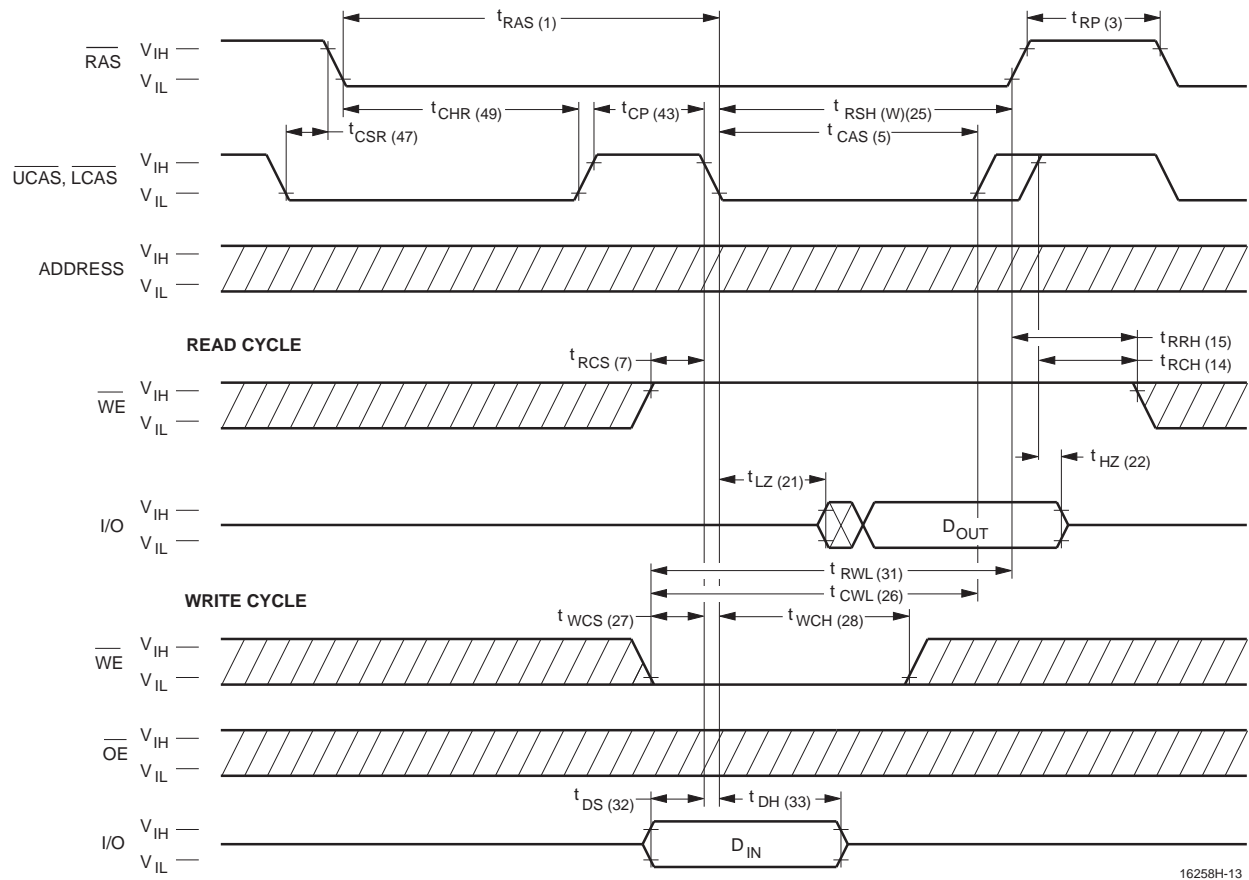 t RAS (1)
t RP (3)
RAS
V IH
V IL
t CHR (49)
t CP (43)
t RSH (W)(25)
t CSR (47)
t CAS (5)
UCAS, LCAS
V IH
V IL
ADDRESS
V IH
V IL
READ CYCLE
t RRH (15)
t RCS (7)
t RCH (14)
WE
V IH
V IL
t HZ (22)
t LZ (21)
I/O
V IH
V IL
D OUT
t RWL (31)
t CWL (26)
WRITE CYCLE
t WCS (27)
t WCH (28)
WE
V IH
V IL
OE
V IH
V IL
t DS (32)
t DH (33)
I/O
V IH
V IL
D IN
16258H-13